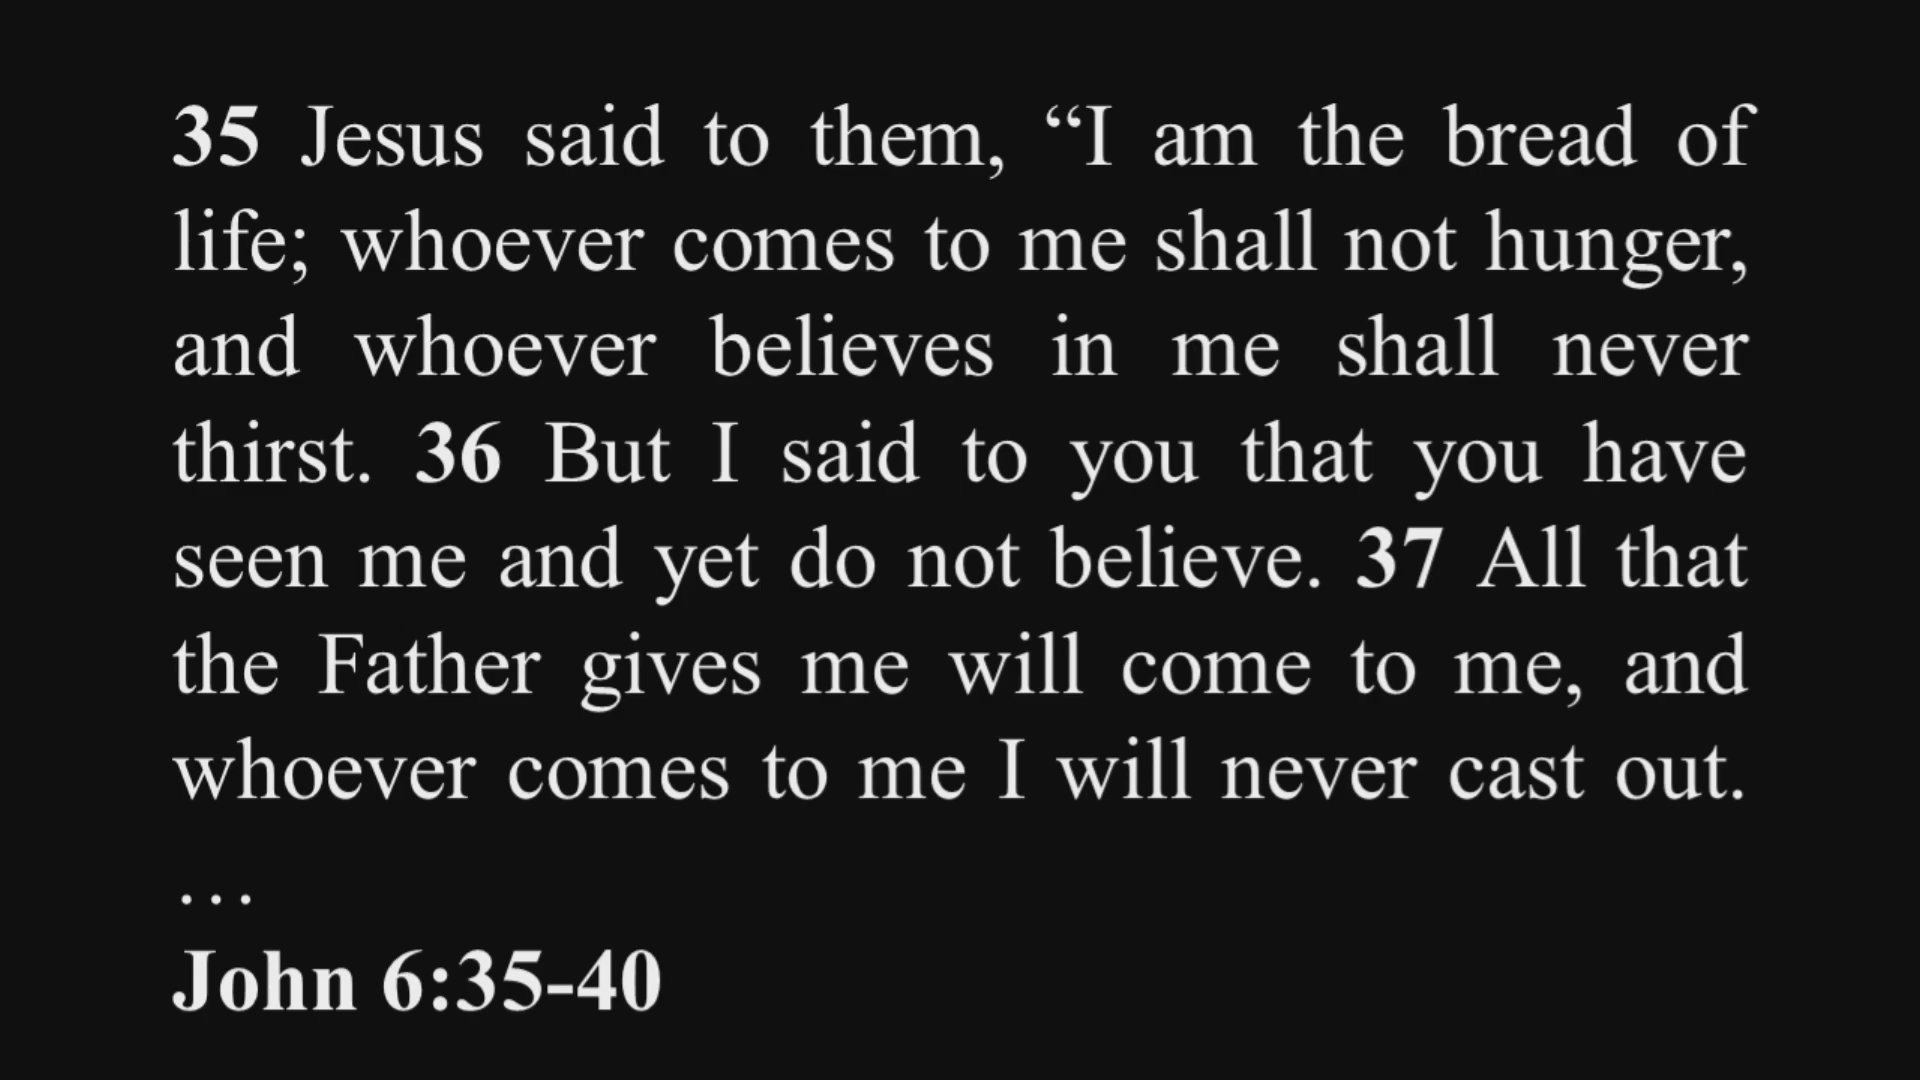 35 Jesus said to them, “I am the bread of
life; whoever comes to me shall not hunger,
and whoever believes in me shall never
thirst. 36 But I said to you that you have
seen me and yet do not believe. 37 All that
the Father gives me will come to me, and
whoever comes to me I will never cast out.
…
John 6:35-40